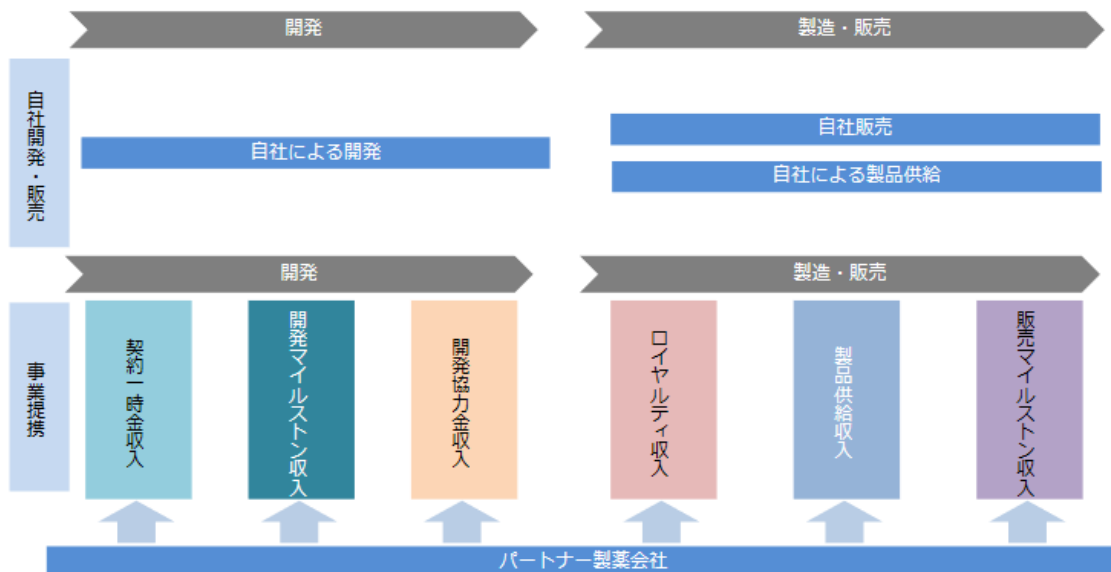 開発
製造・販売
自社開発・販売
自社による開発
自社販売
自社による製品供給
開発
製造・販売
事業提携
契約一時金収入
開発マイルストン収入
開発協力金収入
ロイヤルティ収入
製品供給収入
販売マイルストン収入
パートナー製薬会社